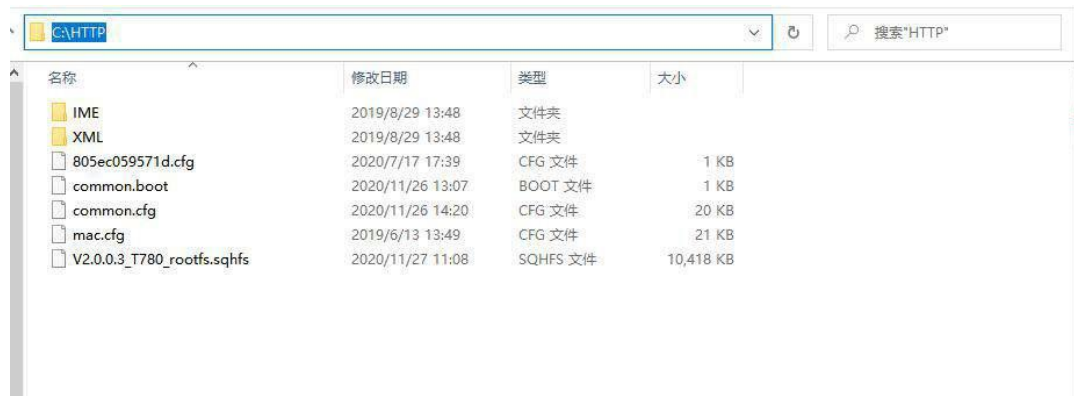 C:\HTTP 搜索"HTTP"
名称 修改日期 类型 大小
IME 2019/8/29 13:48 文件夹
XML 2019/8/29 13:48 文件夹
805ec059571d.cfg 2020/7/17 17:39 CFG 文件 1 KB
common.boot 2020/11/26 13:07 BOOT 文件 1 KB
common.cfg 2020/11/26 14:20 CFG 文件 20 KB
mac.cfg 2019/6/13 13:49 CFG 文件 21 KB
V2.0.0.3_T780_rootfs.sqhfs 2020/11/27 11:08 SQHFS 文件 10,418 KB